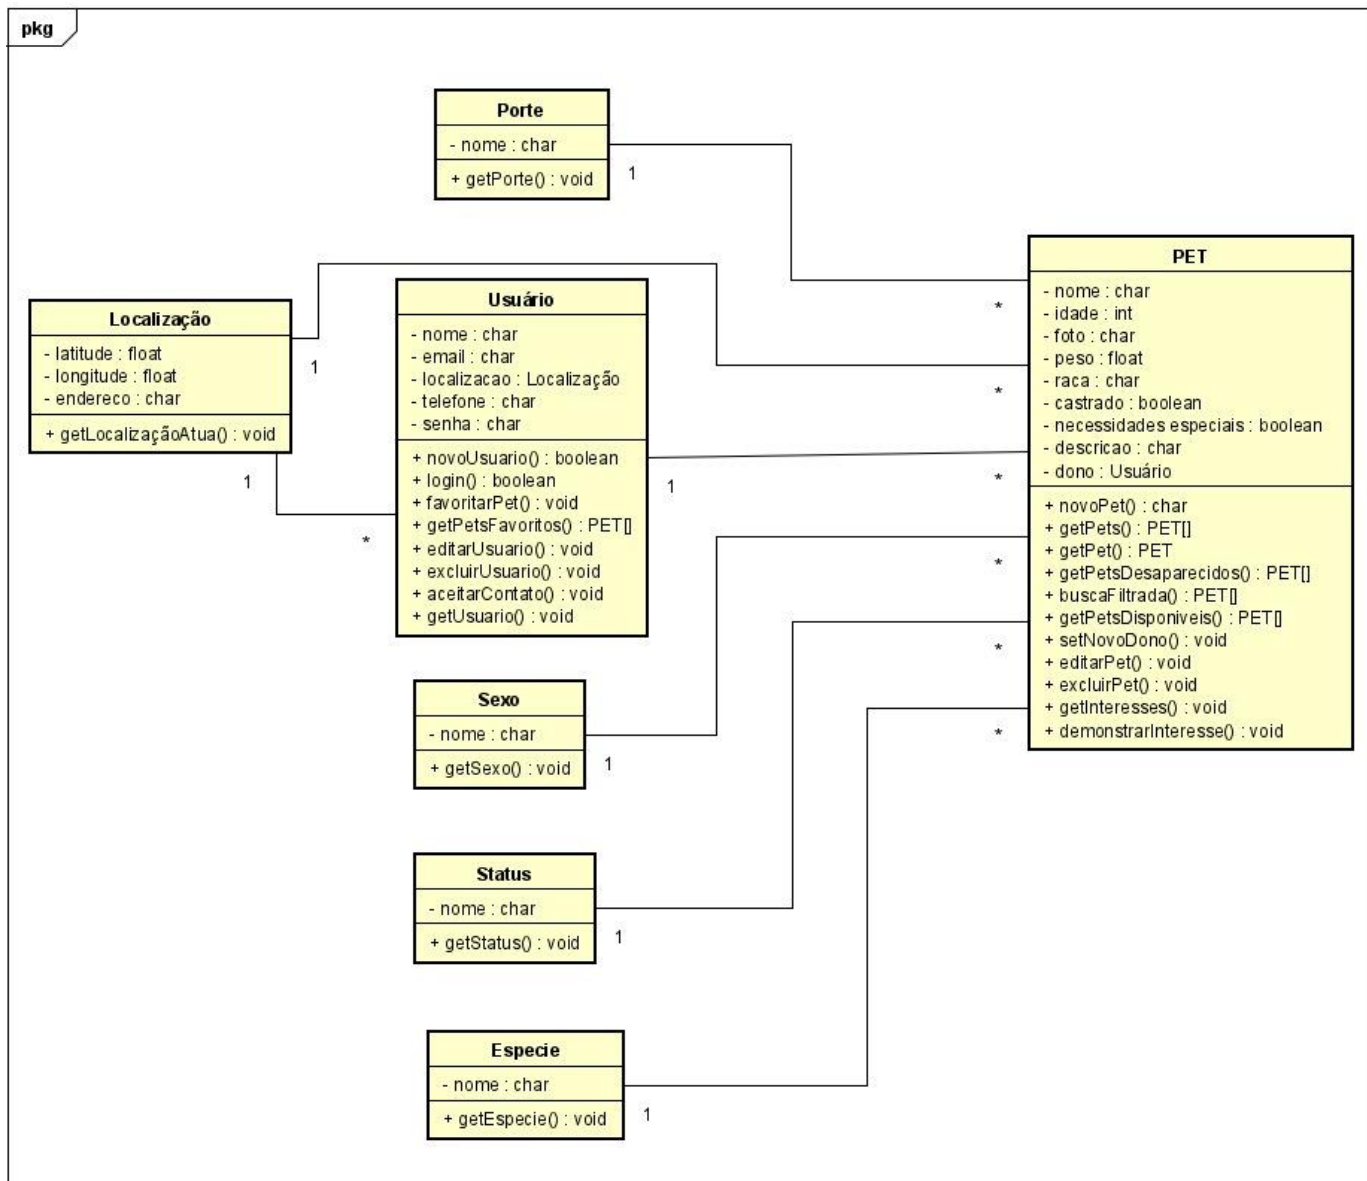 pkg
Porte
- nome : char
+ getPorte() : void
1
*
Localização
- latitude : float
- longitude : float
- endereco : char
+ getLocalizaçãoAtua() : void
1
*
1
*
Usuário
- nome : char
- email : char
- localizacao : Localização
- telefone : char
- senha : char
+ novoUsuario() : boolean
+ login() : boolean
+ favoritarPet() : void
+ getPetsFavoritos() : PET[]
+ editarUsuario() : void
+ excluirUsuario() : void
+ aceitarContato() : void
+ getUsuario() : void
1
*
PET
- nome : char
- idade : int
- foto : char
- peso : float
- raca : char
- castrado : boolean
- necessidades especiais : boolean
- descricao : char
- dono : Usuário
+ novoPet() : char
+ getPets() : PET[]
+ getPet() : PET
+ getPetsDesaparecidos() : PET[]
+ buscaFiltrada() : PET[]
+ getPetsDisponiveis() : PET[]
+ setNovoDono() : void
+ editarPet() : void
+ excluirPet() : void
+ getInteresses() : void
+ demonstrarInteresse() : void
Sexo
- nome : char
+ getSexo() : void
1
*
Status
- nome : char
+ getStatus() : void
1
*
Especie
- nome : char
+ getEspecie() : void
1
*